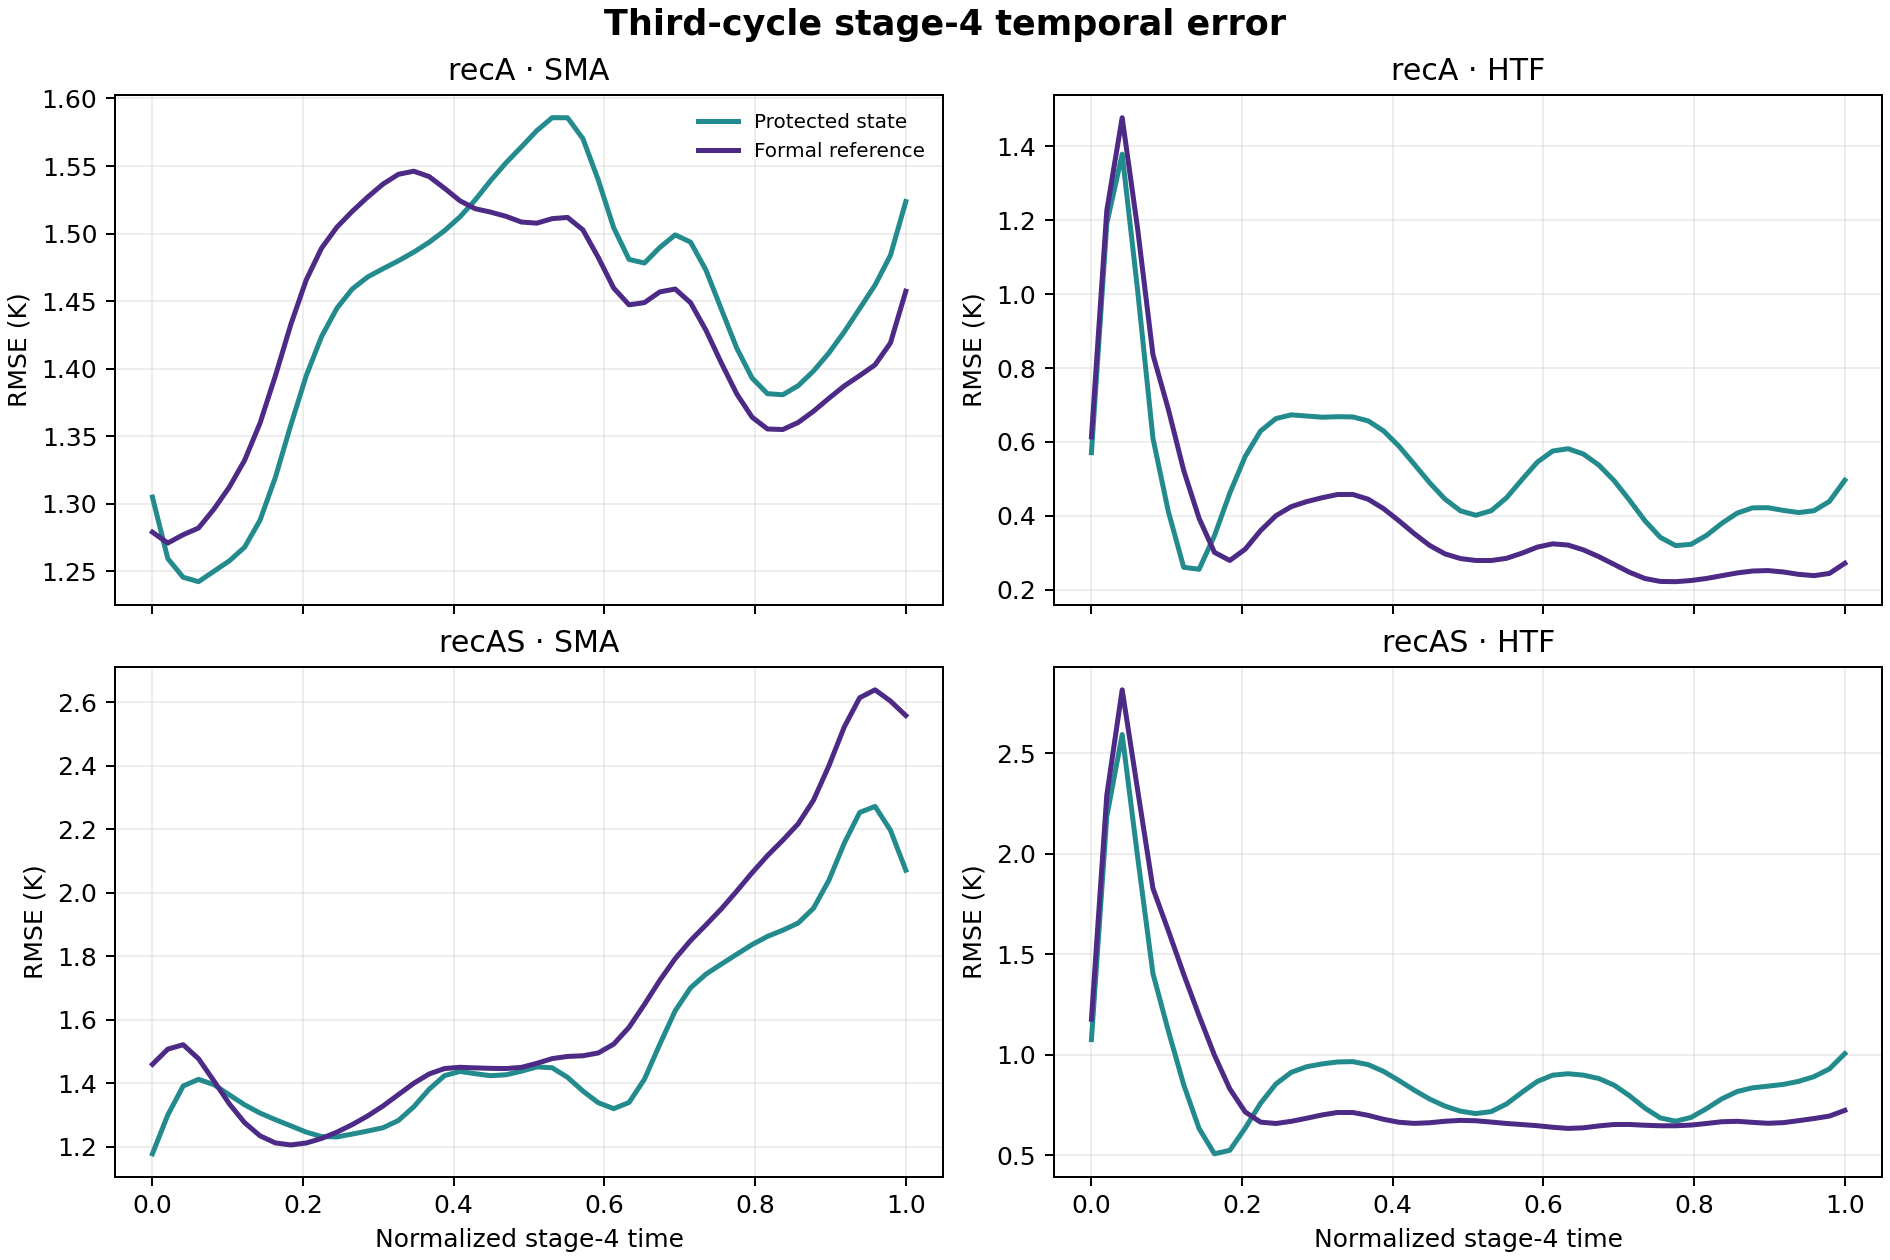 Third-cycle stage-4 temporal error
recA · SMA
1.60
1.55
1.50
1.45
1.40
1.35
1.30
1.25
RMSE (K)
Protected state
Formal reference
recA · HTF
1.4
1.2
1.0
0.8
0.6
0.4
0.2
RMSE (K)
recAS · SMA
2.6
2.4
2.2
2.0
1.8
1.6
1.4
1.2
RMSE (K)
0.0 0.2 0.4 0.6 0.8 1.0
Normalized stage-4 time
recAS · HTF
2.5
2.0
1.5
1.0
0.5
RMSE (K)
0.0 0.2 0.4 0.6 0.8 1.0
Normalized stage-4 time